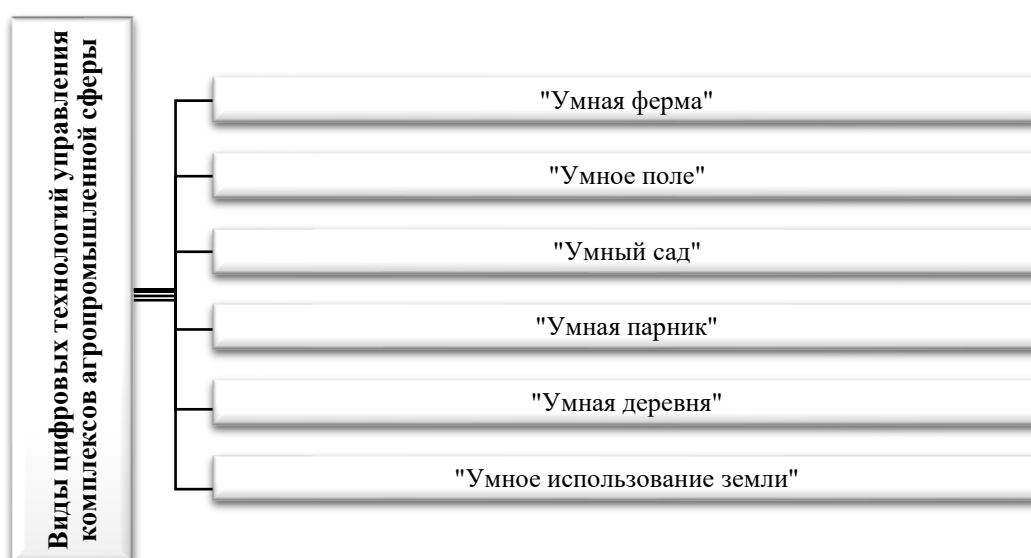 Виды цифровых технологий управления
комплексов агропромышленной сферы
"Умная ферма"
"Умное поле"
"Умный сад"
"Умная парник"
"Умная деревня"
"Умное использование земли"